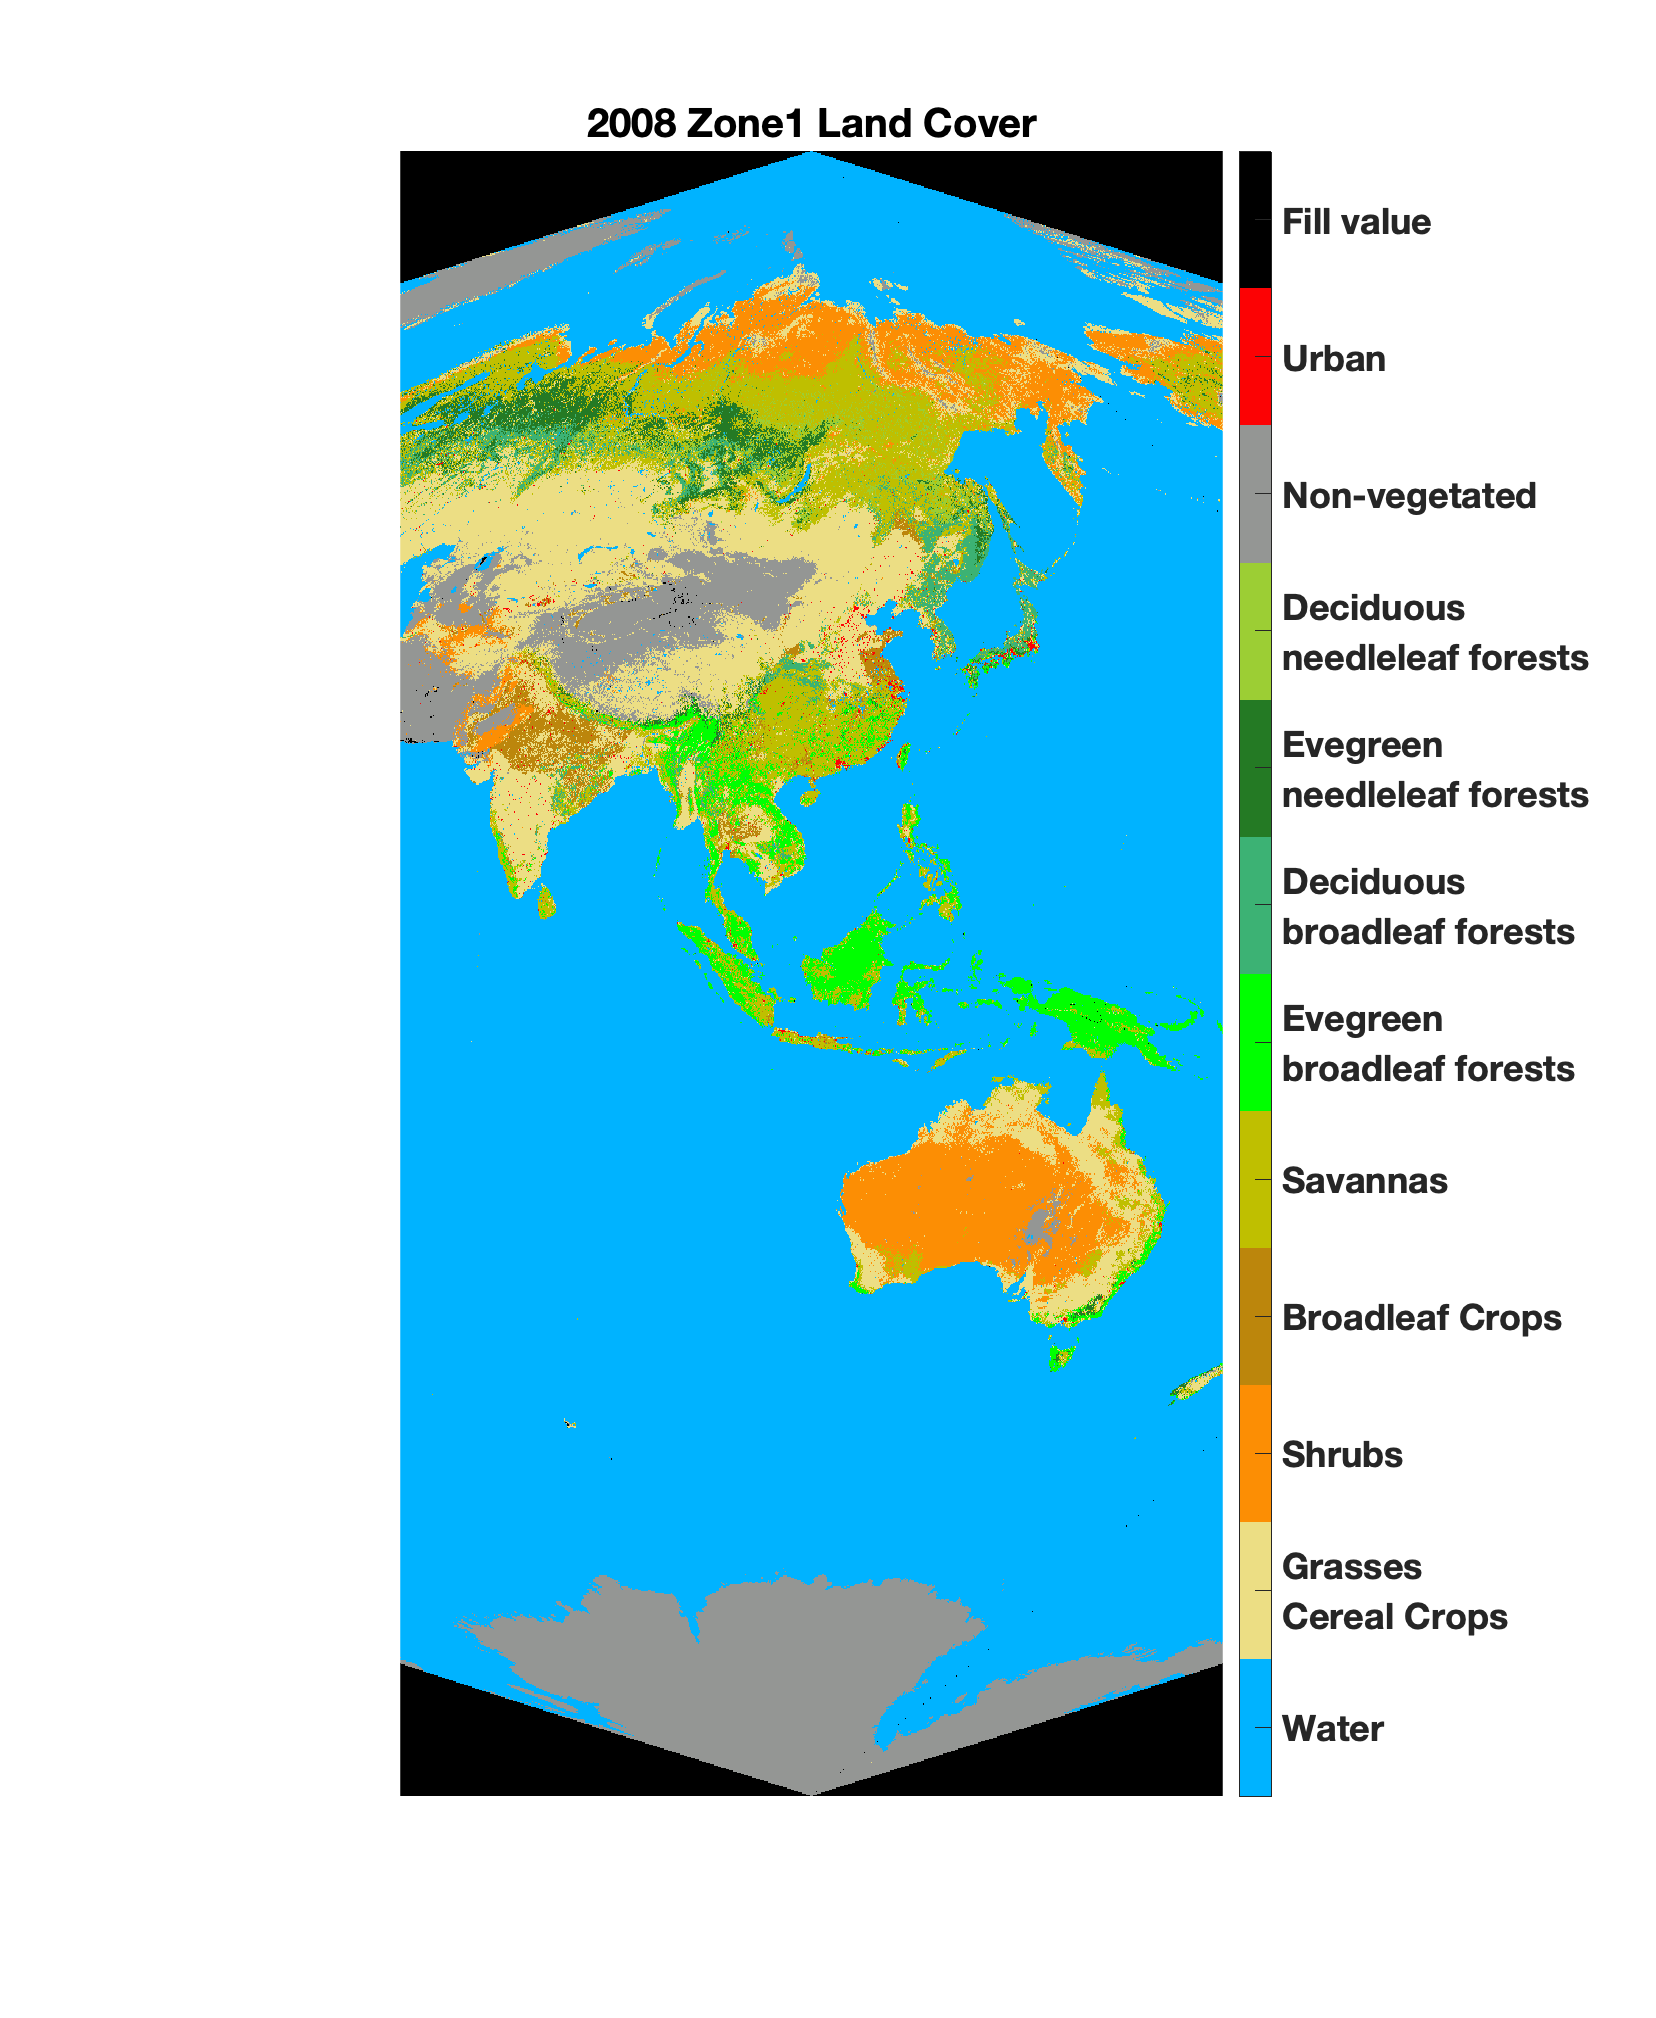 2008 Zone1 Land Cover
Fill value
Urban
Non-vegetated
Deciduous
needleleaf forests
Evegreen
needleleaf forests
Deciduous
broadleaf forests
Evegreen
broadleaf forests
Savannas
Broadleaf Crops
Shrubs
Grasses
Cereal Crops
Water